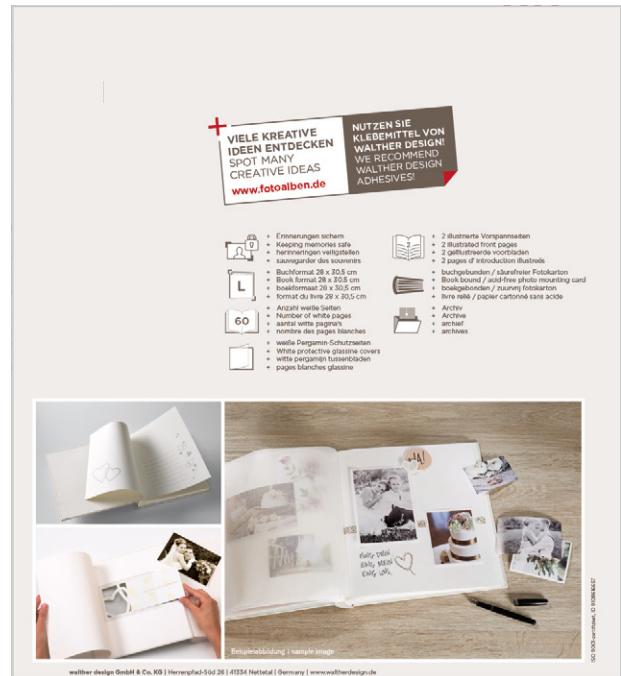 VIELE KREATIVE
IDEEN ENTDECKEN
SPOT MANY
CREATIVE IDEAS
www.fotoalben.de
NUTZEN SIE
KLEBEMITTEL VON
WALTHER DESIGN!
WE RECOMMEND
WALTHER DESIGN
ADHESIVES!
+ Erinnerungen sichern
+ Keeping memories safe
+ herinneringen veiligstellen
+ sauvegarder des souvenirs
L
+ Buchformat 28 x 30,5 cm
+ Book format 28 x 30,5 cm
+ boekformaat 28 x 30,5 cm
+ format du livre 28 x 30,5 cm
60
+ Anzahl weiße Seiten
+ Number of white pages
+ aantal witte pagina's
+ nombre des pages blanches
+ weiße Pergamin-Schutzseiten
+ White protective glassine covers
+ witte pergamijn tussenbladen
+ pages blanches glassine
2
+ 2 illustrierte Vorspannseiten
+ 2 illustrated front pages
+ 2 geïllustreerde voorbladen
+ 2 pages d' introduction illustreés
+ buchgebunden / säurefreier Fotokarton
+ Book bound / acid-free photo mounting card
+ boekgebonden / zuurvrij fotokarton
+ livre relié / papier cartonné sans acide
+ Archiv
+ Archive
+ archief
+ archives
JA!
Beispielabbildung | sample image
walther design GmbH & Co. KG | Herrenpfad-Süd 26 | 41334 Nettetal | Germany | www.waltherdesign.de